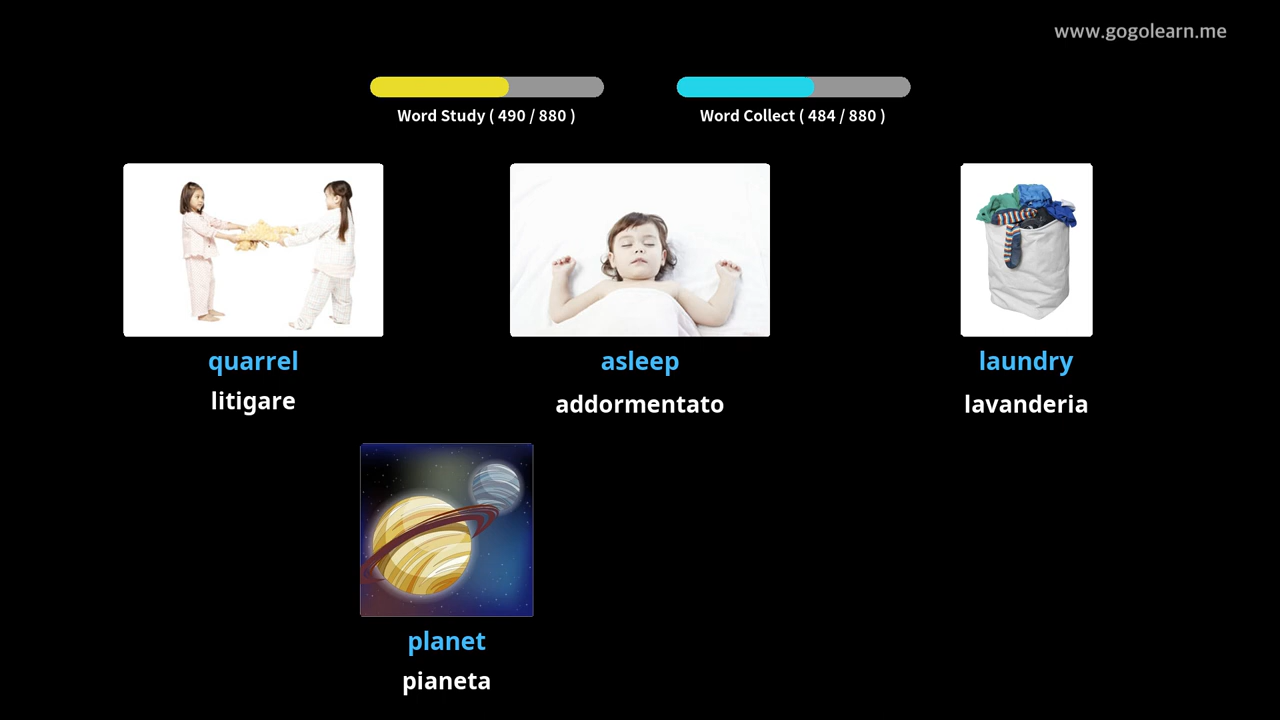 www.gogolearn.me
Word Study ( 490 / 880 )
Word Collect ( 484 / 880 )
quarrel
litigare
asleep
addormentato
laundry
lavanderia
planet
pianeta